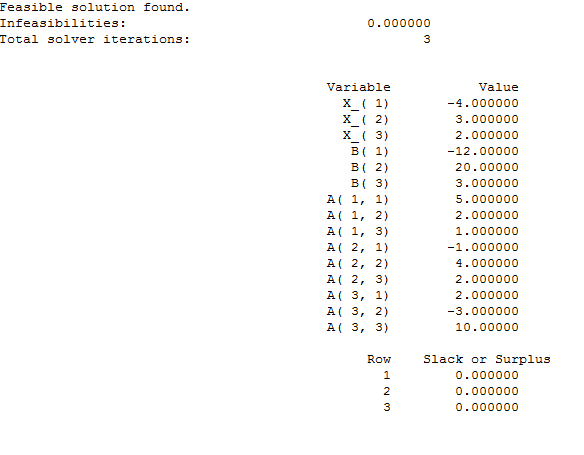 Feasible solution found.
Infeasibilities: 0.000000
Total solver iterations: 3
Variable Value
X_( 1) -4.000000
X_( 2) 3.000000
X_( 3) 2.000000
B( 1) -12.00000
B( 2) 20.00000
B( 3) 3.000000
A( 1, 1) 5.000000
A( 1, 2) 2.000000
A( 1, 3) 1.000000
A( 2, 1) -1.000000
A( 2, 2) 4.000000
A( 2, 3) 2.000000
A( 3, 1) 2.000000
A( 3, 2) -3.000000
A( 3, 3) 10.00000
Row Slack or Surplus
1 0.000000
2 0.000000
3 0.000000